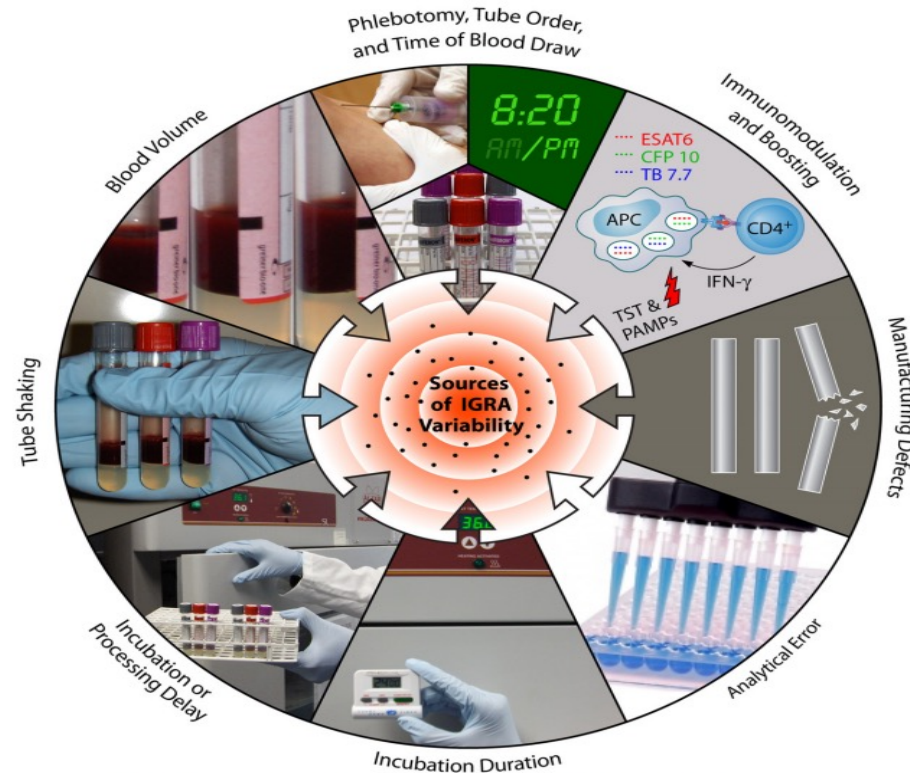 Phlebotomy, Tube Order,
and Time of Blood Draw
8:20
AM/PM
Immunomodulation
and Boosting
ESAT6
CFP 10
TB 7.7
APC
CD4⁺
IFN-γ
TST &
PAMPs
Manufacturing Defects
Analytical Error
Incubation Duration
Incubation or
Processing Delay
Tube Shaking
Blood Volume
Sources
of IGRA
Variability